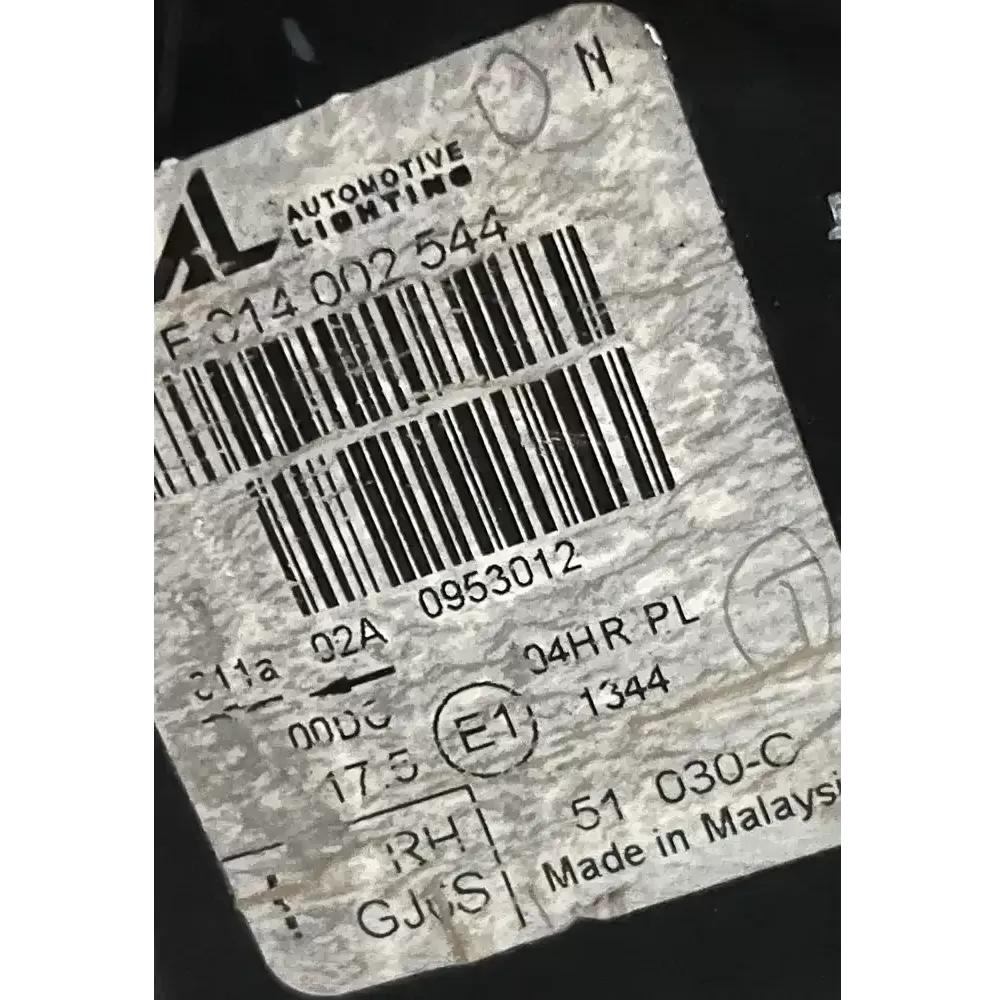 N
AL AUTOMOTIVE
LIGHTING
F 014 002 544
0953012
02A
04HR PL
E1 1344
17.5
RH 51 030-C
Made in Malaysi